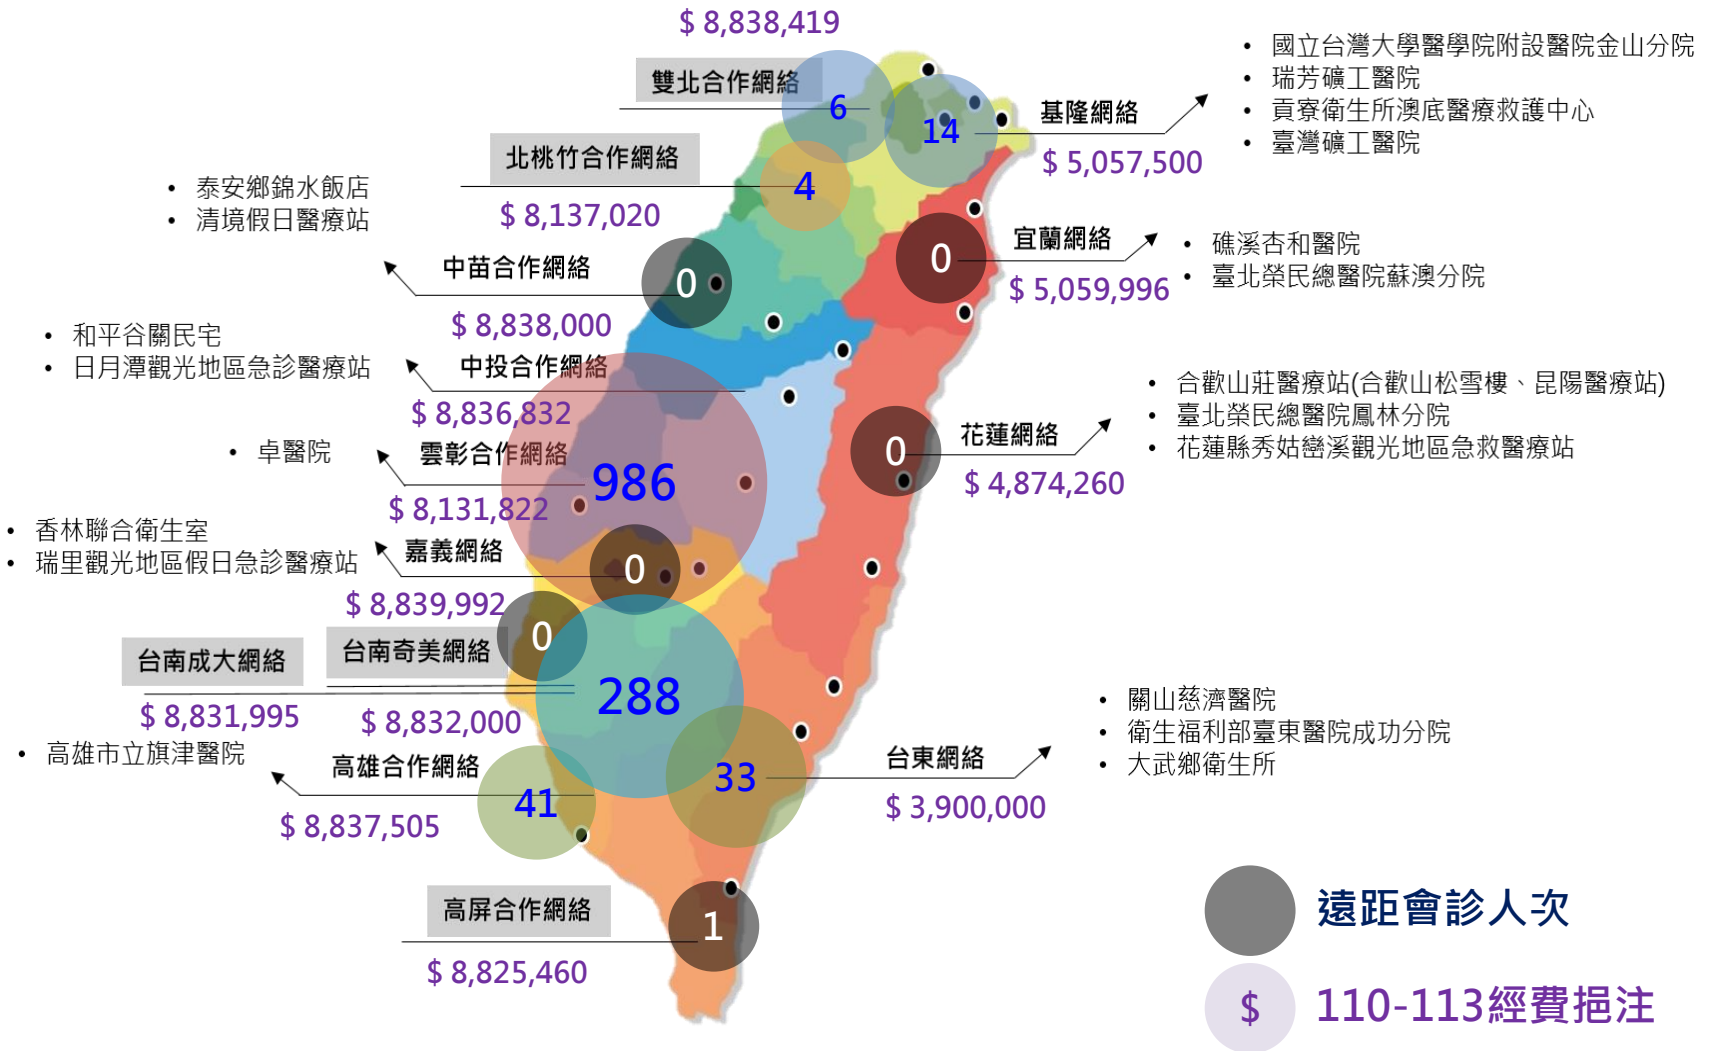 $ 8,838,419
雙北合作網絡
6
14
基隆網絡
$ 5,057,500
• 國立台灣大學醫學院附設醫院金山分院
• 瑞芳礦工醫院
• 貢寮衛生所澳底醫療救護中心
• 臺灣礦工醫院
北桃竹合作網絡
4
$ 8,137,020
• 泰安鄉錦水飯店
• 清境假日醫療站
中苗合作網絡
0
$ 8,838,000
宜蘭網絡
0
$ 5,059,996
• 礁溪杏和醫院
• 臺北榮民總醫院蘇澳分院
• 和平谷關民宅
• 日月潭觀光地區急診醫療站
中投合作網絡
$ 8,836,832
• 合歡山莊醫療站(合歡山松雪樓、昆陽醫療站)
• 臺北榮民總醫院鳳林分院
• 花蓮縣秀姑巒溪觀光地區急救醫療站
花蓮網絡
0
$ 4,874,260
• 卓醫院
雲彰合作網絡
986
$ 8,131,822
• 香林聯合衛生室
• 瑞里觀光地區假日急診醫療站
嘉義網絡
0
$ 8,839,992
台南成大網絡
台南奇美網絡
0
288
$ 8,831,995
$ 8,832,000
• 高雄市立旗津醫院
高雄合作網絡
41
$ 8,837,505
33
台東網絡
$ 3,900,000
• 關山慈濟醫院
• 衛生福利部臺東醫院成功分院
• 大武鄉衛生所
高屏合作網絡
1
$ 8,825,460
遠距會診人次
$ 110-113經費挹注